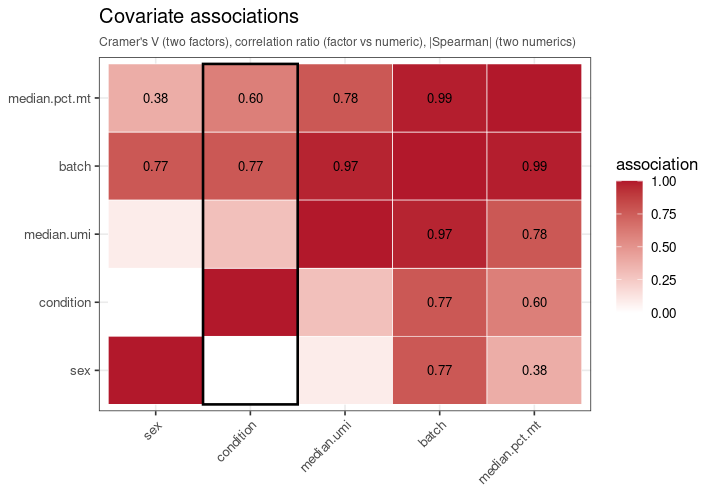 Covariate associations
Cramer's V (two factors), correlation ratio (factor vs numeric), |Spearman| (two numerics)
median.pct.mt 0.38 0.60 0.78 0.99
batch 0.77 0.77 0.97 0.99
median.umi 0.97 0.78
condition 0.77 0.60
sex 0.77 0.38
sex condition median.umi batch median.pct.mt
association
1.00
0.75
0.50
0.25
0.00